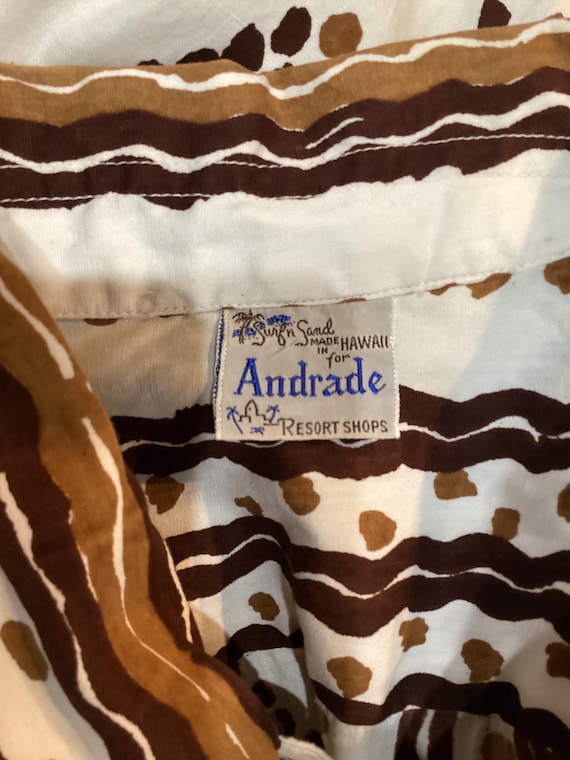 Surf n' Sand
MADE IN HAWAII
for
Andrade
RESORT SHOPS